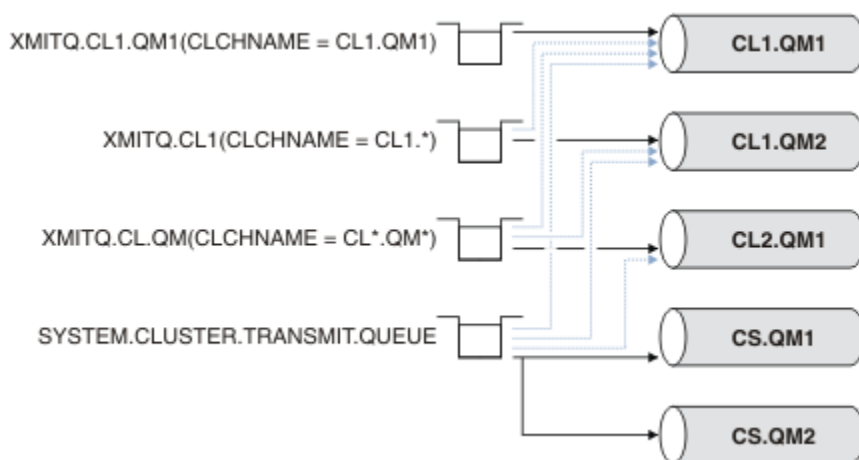 XMITQ.CL1.QM1(CLCHNAME = CL1.QM1)
CL1.QM1
XMITQ.CL1(CLCHNAME = CL1.*)
CL1.QM2
XMITQ.CL.QM(CLCHNAME = CL*.QM*)
CL2.QM1
SYSTEM.CLUSTER.TRANSMIT.QUEUE
CS.QM1
CS.QM2